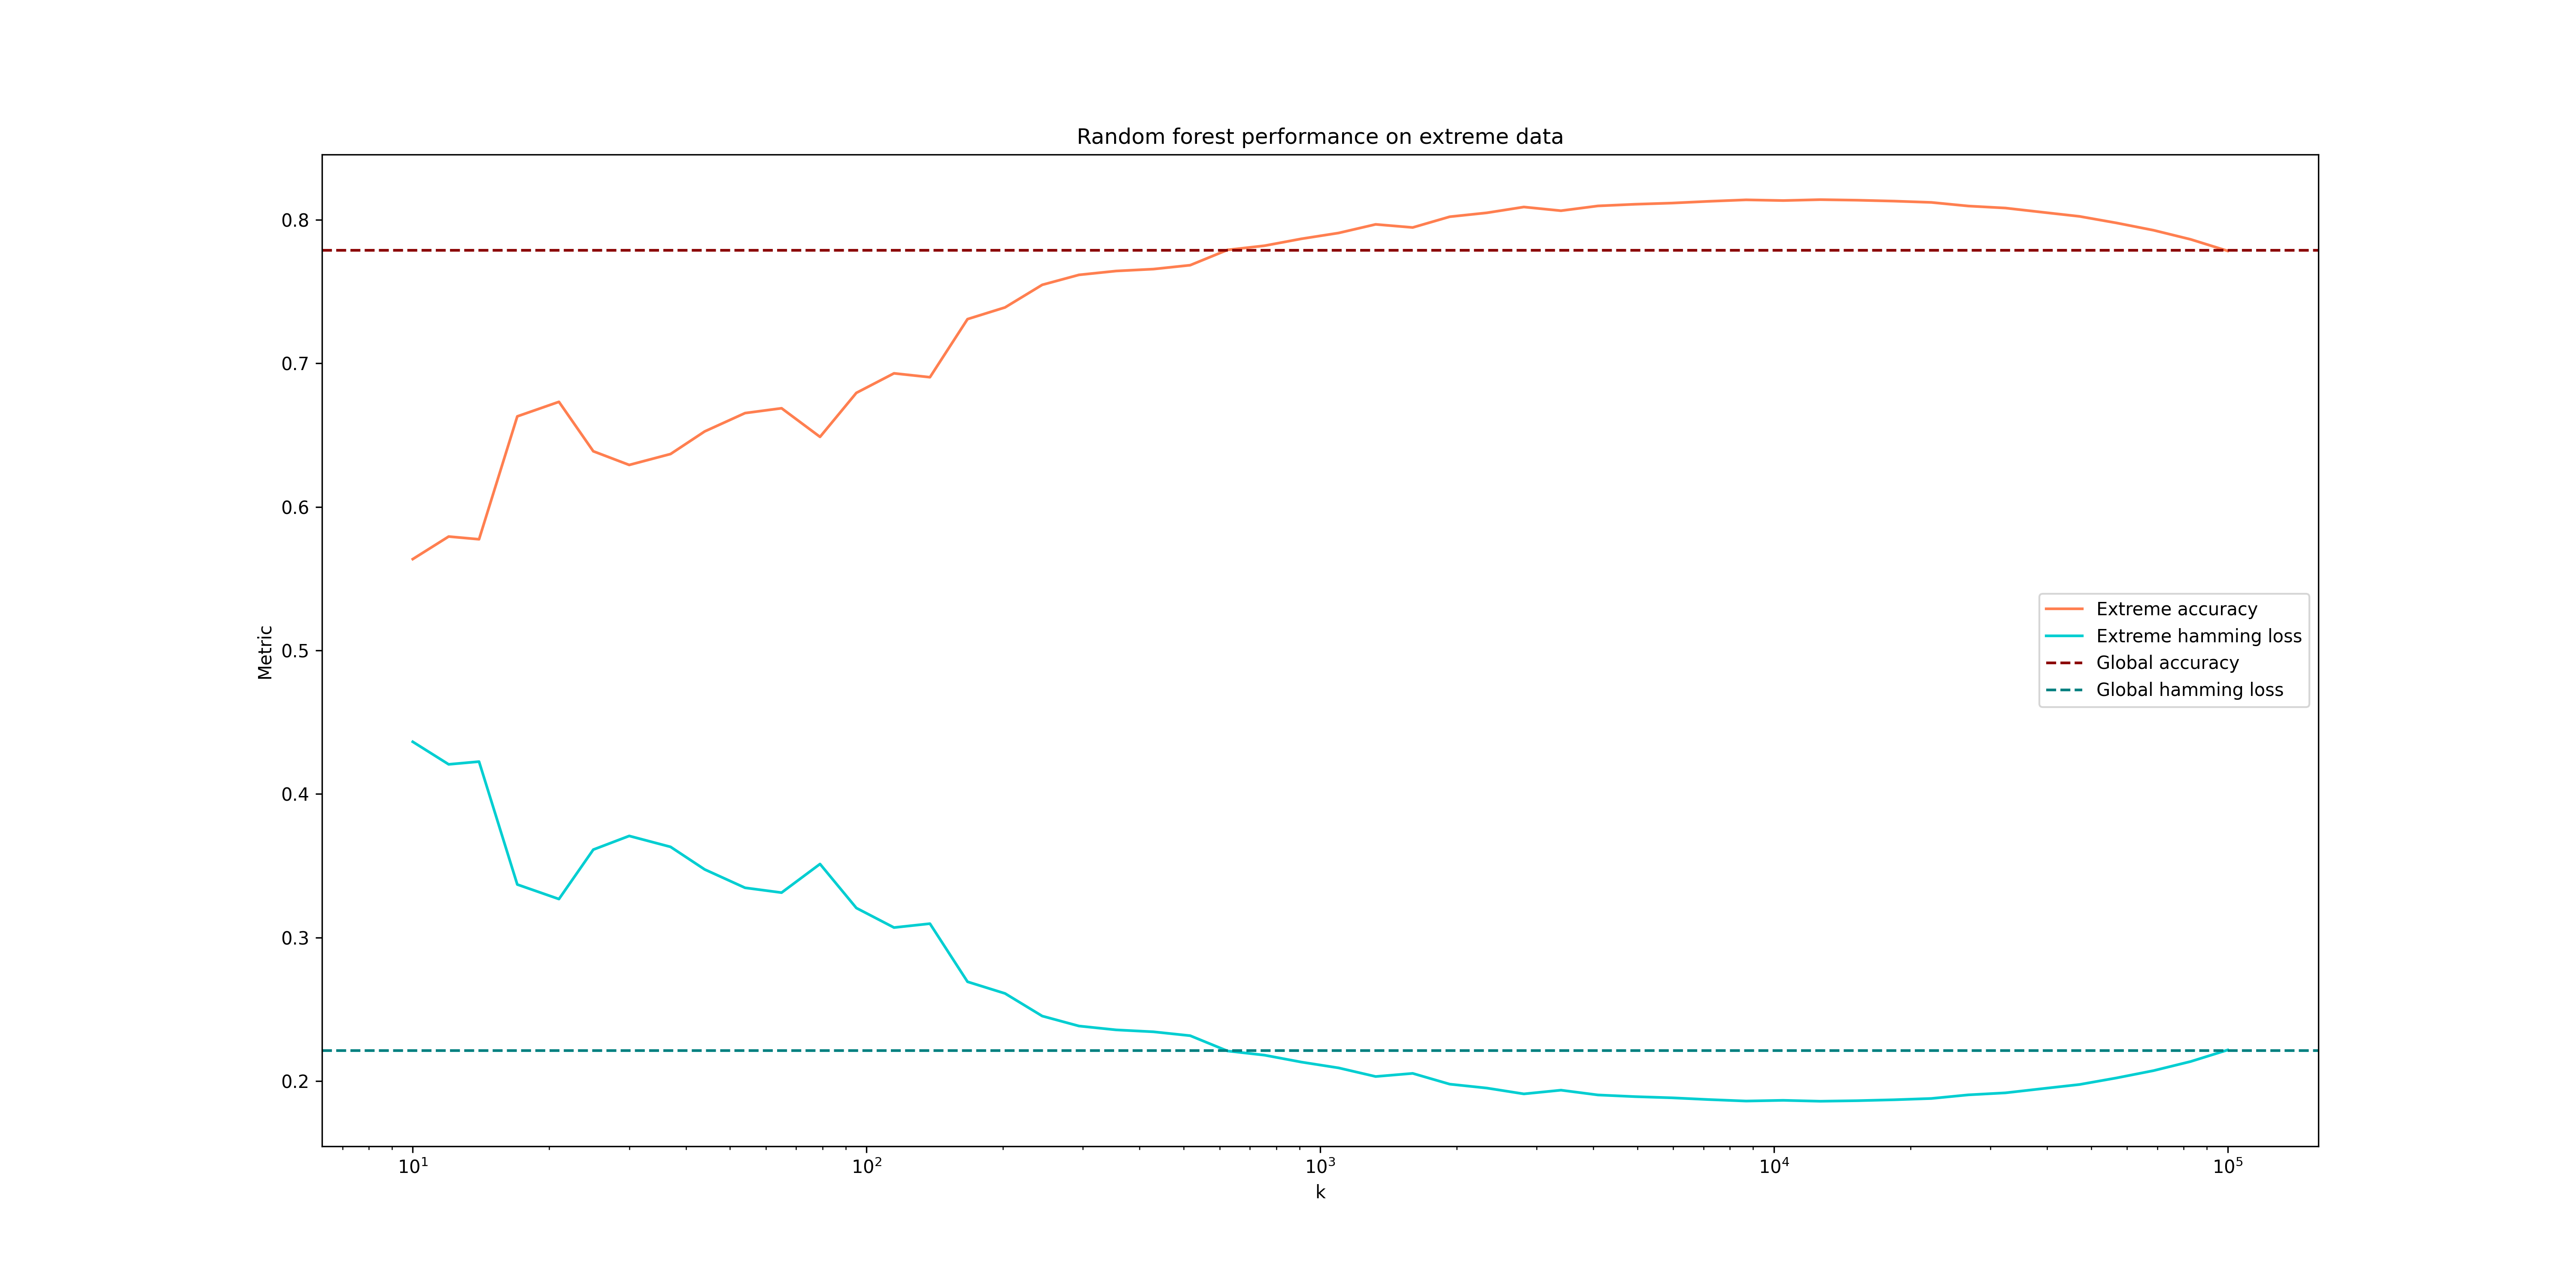 Random forest performance on extreme data
0.8
0.7
0.6
0.5
0.4
0.3
0.2
Metric
Extreme accuracy
Extreme hamming loss
Global accuracy
Global hamming loss
10¹ 10² 10³ 10⁴ 10⁵
k